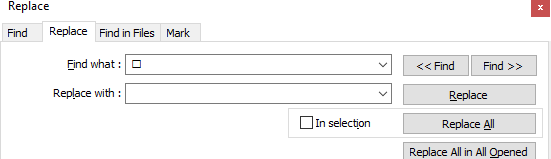 Replace x
Find Replace Find in Files Mark
Find what : □ << Find Find >>
Replace with : Replace
In selection Replace All
Replace All in All Opened